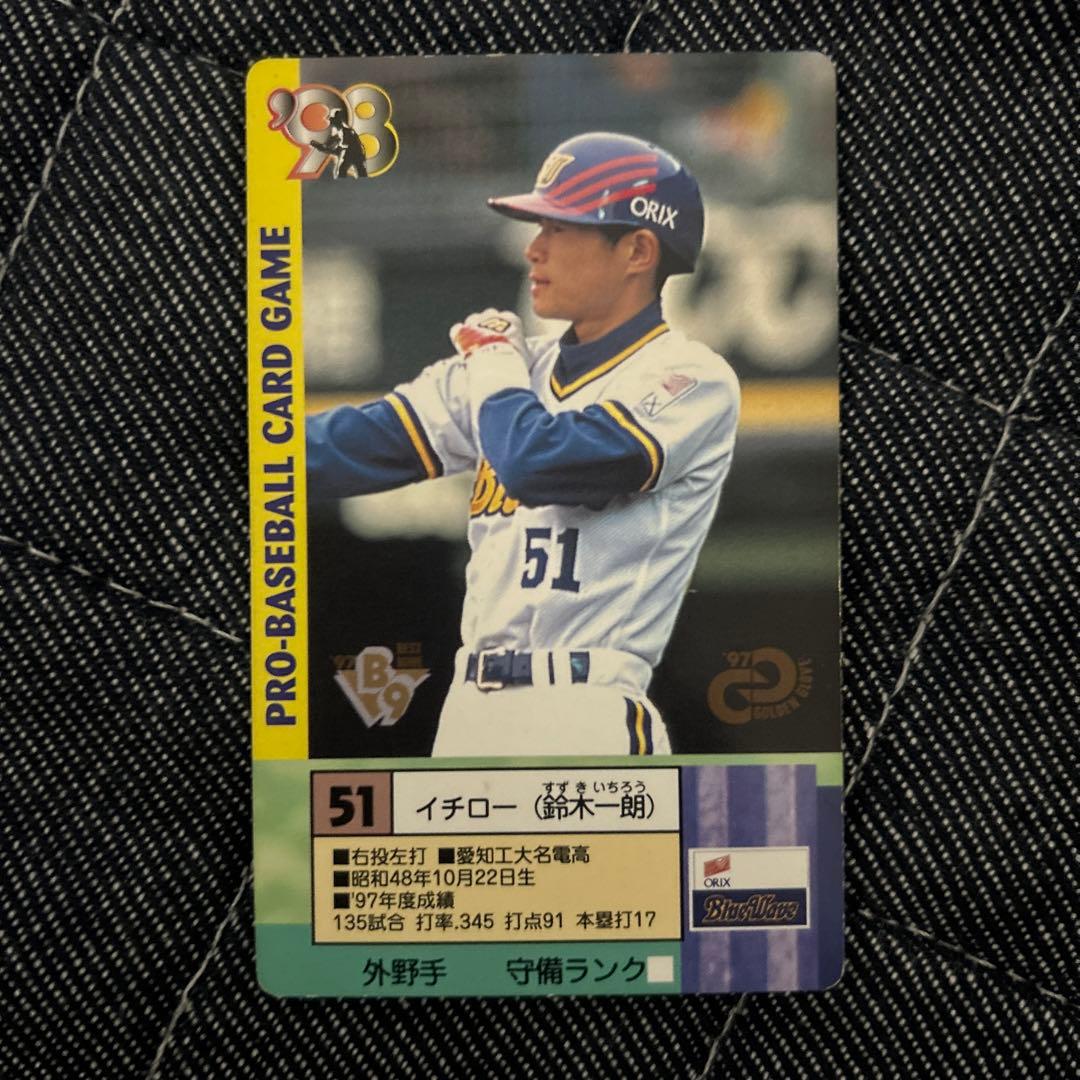 '98
PRO-BASEBALL CARD GAME
ORIX
51
'97
B9
'97
GOLDEN GLOVE
51
すずき いちろう
イチロー (鈴木一朗)
■右投左打 ■愛知工大名電高
■昭和48年10月22日生
■'97年度成績
135試合 打率.345 打点91 本塁打17
ORIX
BlueWave
外野手 守備ランク